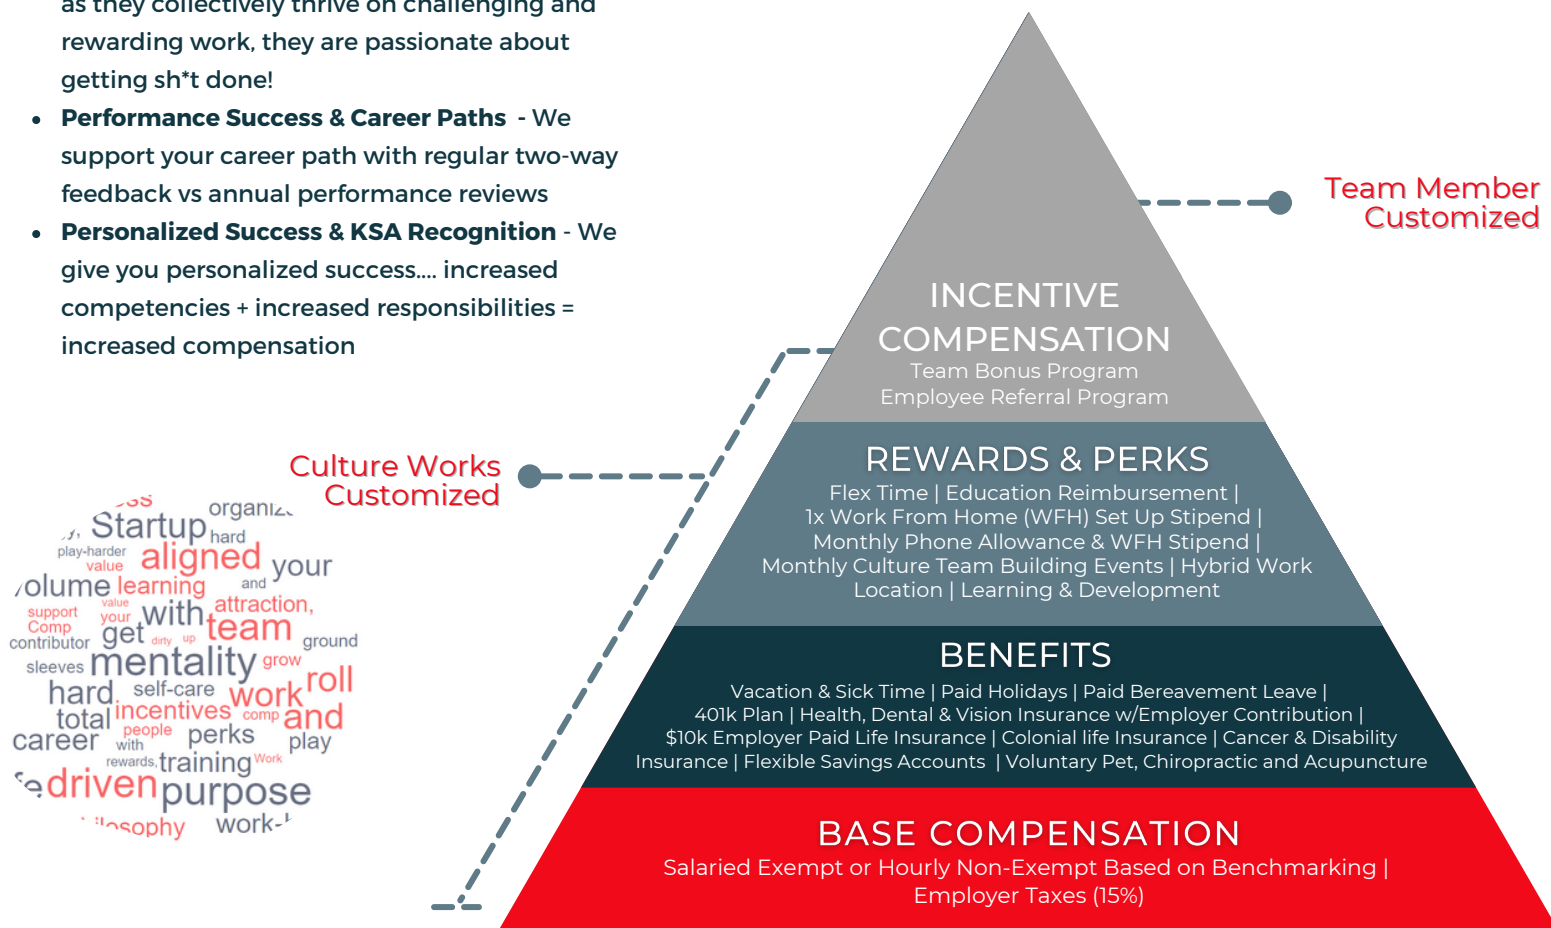 as they collectively thrive on challenging and
rewarding work, they are passionate about
getting sh*t done!
• Performance Success & Career Paths - We
support your career path with regular two-way
feedback vs annual performance reviews
• Personalized Success & KSA Recognition - We
give you personalized success.... increased
competencies + increased responsibilities =
increased compensation
Team Member
Customized
Culture Works
Customized
INCENTIVE
COMPENSATION
Team Bonus Program
Employee Referral Program
REWARDS & PERKS
Flex Time | Education Reimbursement |
1x Work From Home (WFH) Set Up Stipend |
Monthly Phone Allowance & WFH Stipend |
Monthly Culture Team Building Events | Hybrid Work
Location | Learning & Development
BENEFITS
Vacation & Sick Time | Paid Holidays | Paid Bereavement Leave |
401k Plan | Health, Dental & Vision Insurance w/Employer Contribution |
$10k Employer Paid Life Insurance | Colonial life Insurance | Cancer & Disability
Insurance | Flexible Savings Accounts | Voluntary Pet, Chiropractic and Acupuncture
BASE COMPENSATION
Salaried Exempt or Hourly Non-Exempt Based on Benchmarking |
Employer Taxes (15%)
Startup hard
play-harder
value aligned your
learning and
support value your with attraction,
Comp
contributor get dirty up team ground
sleeves mentality grow
hard, self-care work roll
total incentives comp and
career people with perks play
rewards, training Work
driven purpose